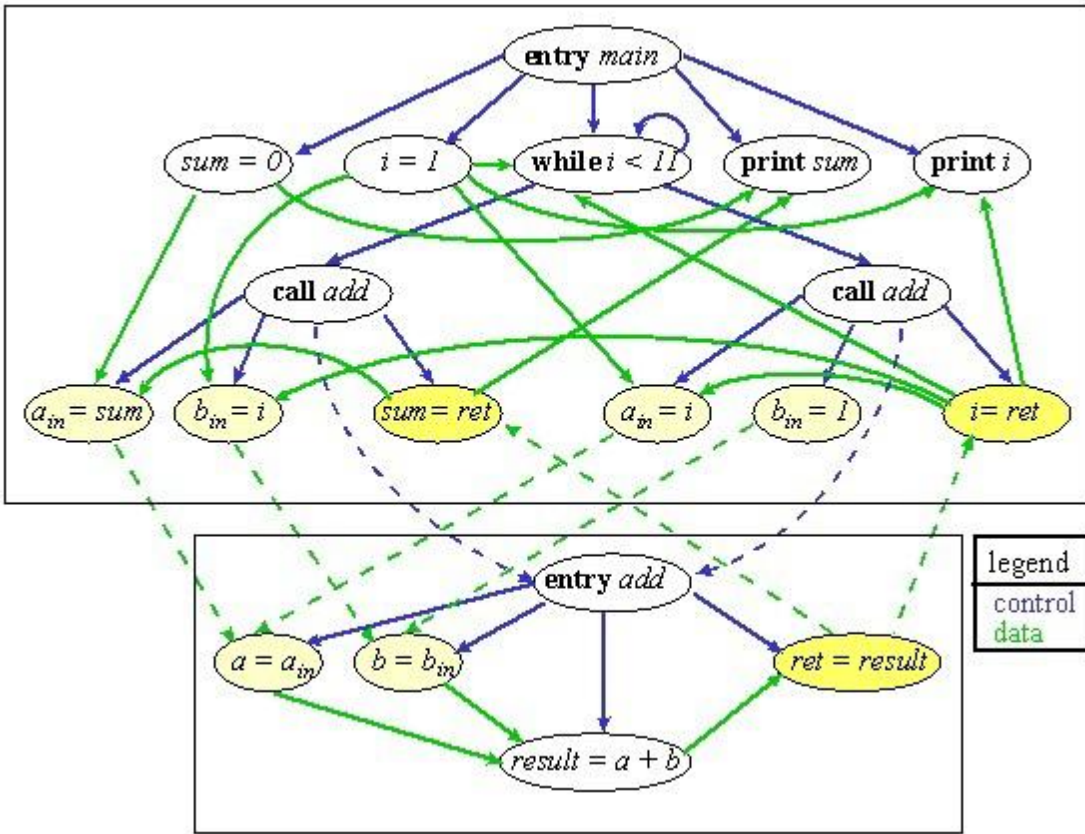 entry main
sum = 0
i = 1
while i < 11
print sum
print i
call add
call add
a_in = sum
b_in = i
sum = ret
a_in = i
b_in = 1
i = ret
entry add
a = a_in
b = b_in
ret = result
result = a + b
legend
control
data